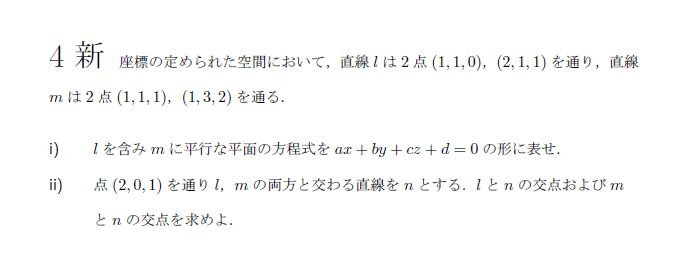 4 新 座標の定められた空間において，直線 l は 2 点 (1, 1, 0)，(2, 1, 1) を通り，直線
m は 2 点 (1, 1, 1)，(1, 3, 2) を通る．
i) l を含み m に平行な平面の方程式を ax + by + cz + d = 0 の形に表せ．
ii) 点 (2, 0, 1) を通り l，m の両方と交わる直線を n とする．l と n の交点および m
と n の交点を求めよ．